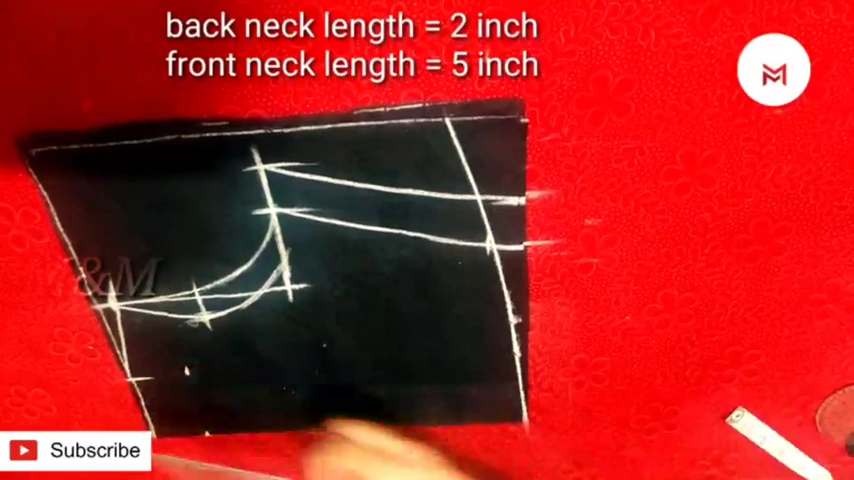 back neck length = 2 inch
front neck length = 5 inch
M
&M
Subscribe